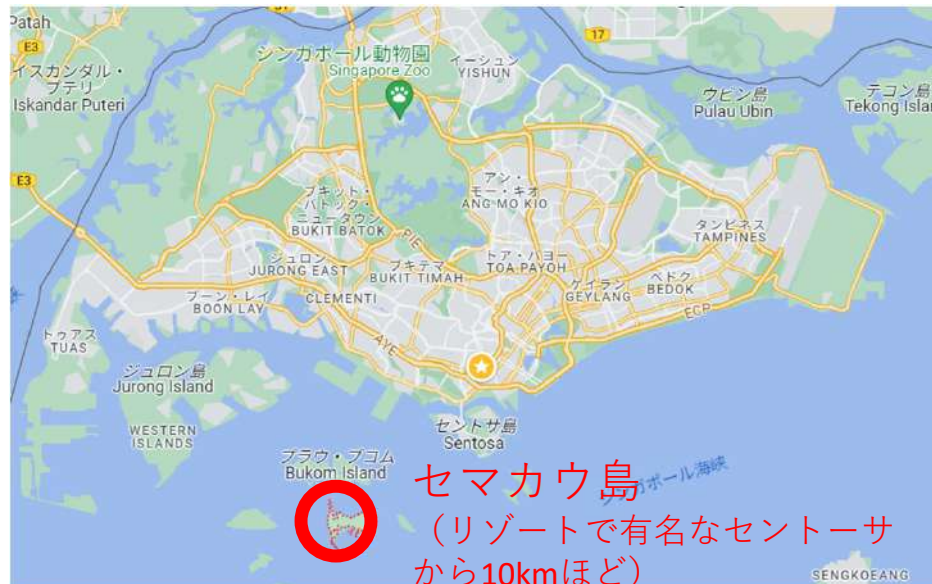 Patah
E3
イスカンダル・
プテリ
Iskandar Puteri
シンガポール動物園
Singapore Zoo
イーシュン
YISHUN
17
ウビン島
Pulau Ubin
テコン島
Tekong Islan
E3
ブキット・
バトック・
ニュータウン
BUKIT BATOK
アン・
モー・キオ
ANG MO KIO
PIE
タンピネス
TAMPINES
ジュロン
JURONG EAST
ブキテマ
BUKIT TIMAH
トア・パヨー
TOA PAYOH
ベドク
BEDOK
ブーン・レイ
BOON LAY
CLEMENTI
ケイラン
GEYLANG
ECP
トゥアス
TUAS
AYE
ジュロン島
Jurong Island
WESTERN
ISLANDS
セントサ島
Sentosa
プラウ・ブコム
Bukom Island
シンガポール海峡
セマカウ島
（リゾートで有名なセントーサ
から10kmほど）
SENGKOEANG